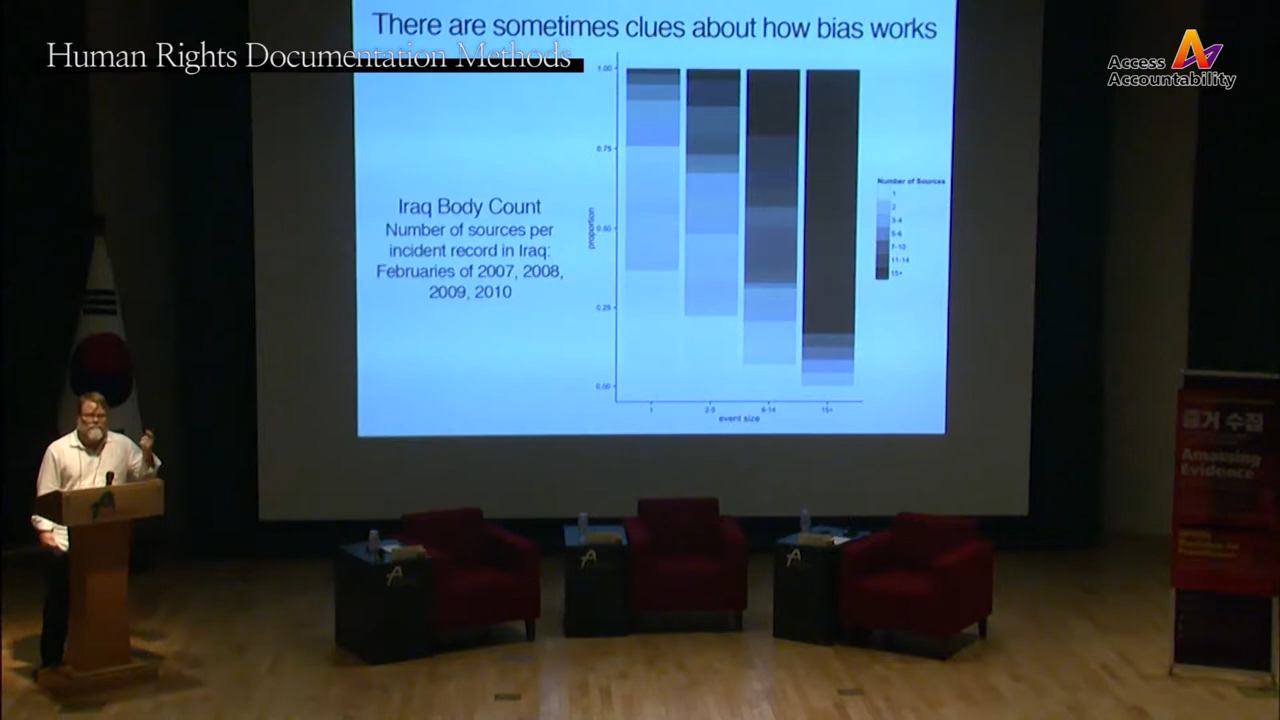 There are sometimes clues about how bias works
Human Rights Documentation Methods
Access
Accountability
Iraq Body Count
Number of sources per
incident record in Iraq:
Februaries of 2007, 2008,
2009, 2010
proportion
1.00
0.75
0.50
0.25
0.00
1
2-5
6-14
15+
event size
Number of Sources
1
2
3-4
5-6
7-10
11-14
15+
증거 수집
Amassing
Evidence